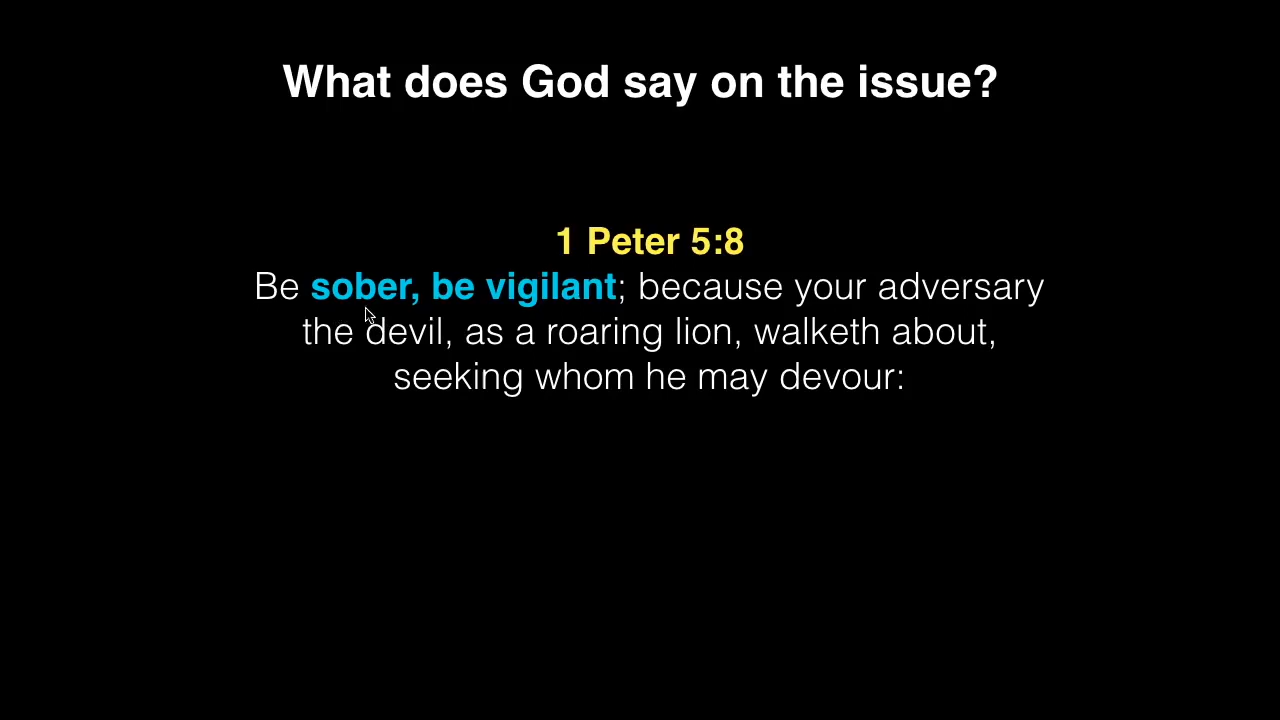 What does God say on the issue?
1 Peter 5:8
Be sober, be vigilant; because your adversary
the devil, as a roaring lion, walketh about,
seeking whom he may devour: